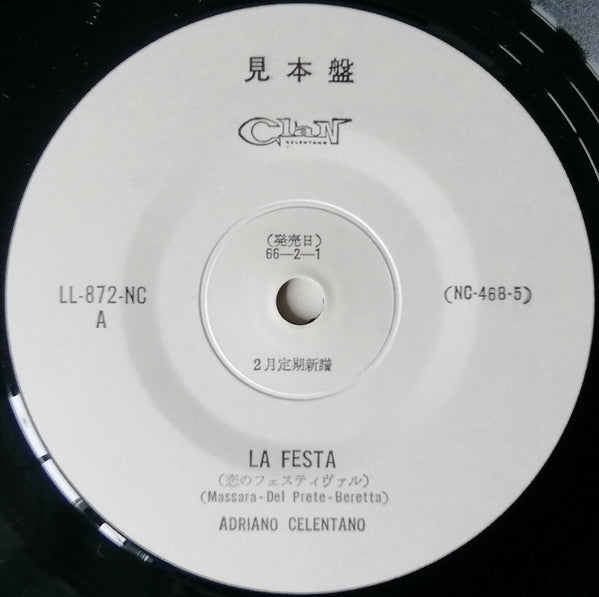 見本盤
Clan
CELENTANO
(発売日)
66-2-1
LL-872-NC
A
(NC-468-5)
2月定期新譜
LA FESTA
(恋のフェスティヴァル)
(Massara-Del Prete-Beretta)
ADRIANO CELENTANO